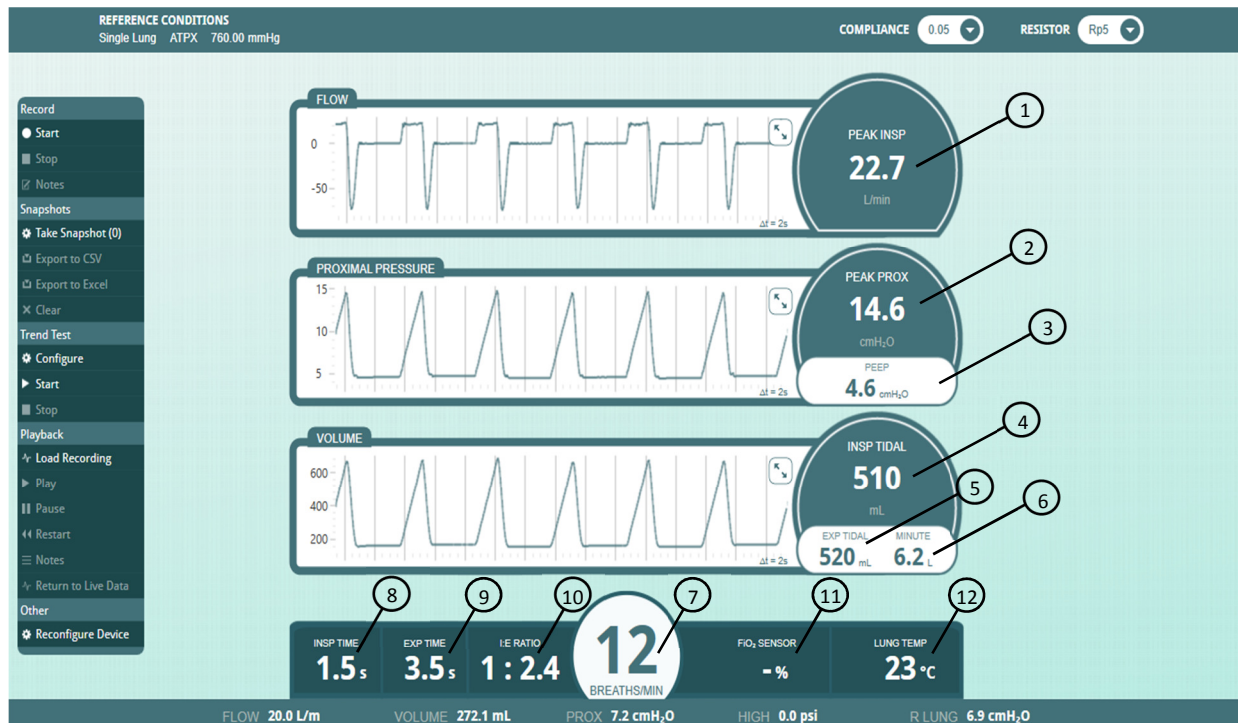 REFERENCE CONDITIONS
Single Lung ATPX 760.00 mmHg
COMPLIANCE 0.05
RESISTOR Rp5
Record
Start
Stop
Notes
Snapshots
Take Snapshot (0)
Export to CSV
Export to Excel
Clear
Trend Test
Configure
Start
Stop
Playback
Load Recording
Play
Pause
Restart
Notes
Return to Live Data
Other
Reconfigure Device
FLOW
0
-50
Δt = 2s
PEAK INSP
22.7
L/min
1
PROXIMAL PRESSURE
15
10
5
Δt = 2s
PEAK PROX
14.6
cmH₂O
PEEP
4.6 cmH₂O
2
3
VOLUME
600
400
200
Δt = 2s
INSP TIDAL
510
mL
EXP TIDAL
520 mL
MINUTE
6.2 L
4
5
6
8
9
10
7
11
12
INSP TIME
1.5 s
EXP TIME
3.5 s
I:E RATIO
1 : 2.4
12
BREATHS/MIN
FiO₂ SENSOR
- %
LUNG TEMP
23 °C
FLOW 20.0 L/m
VOLUME 272.1 mL
PROX 7.2 cmH₂O
HIGH 0.0 psi
R LUNG 6.9 cmH₂O